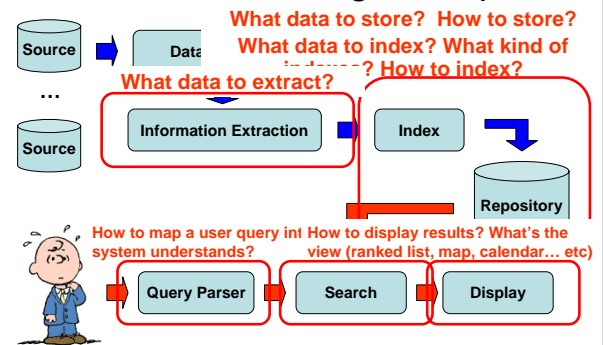 What data to store? How to store?
Source
Data
What data to index? What kind of
indexes? How to index?
What data to extract?
...
Information Extraction
Index
Source
Repository
How to map a user query int
How to display results? What's the
system understands?
view (ranked list, map, calendar... etc)
Query Parser
Search
Display